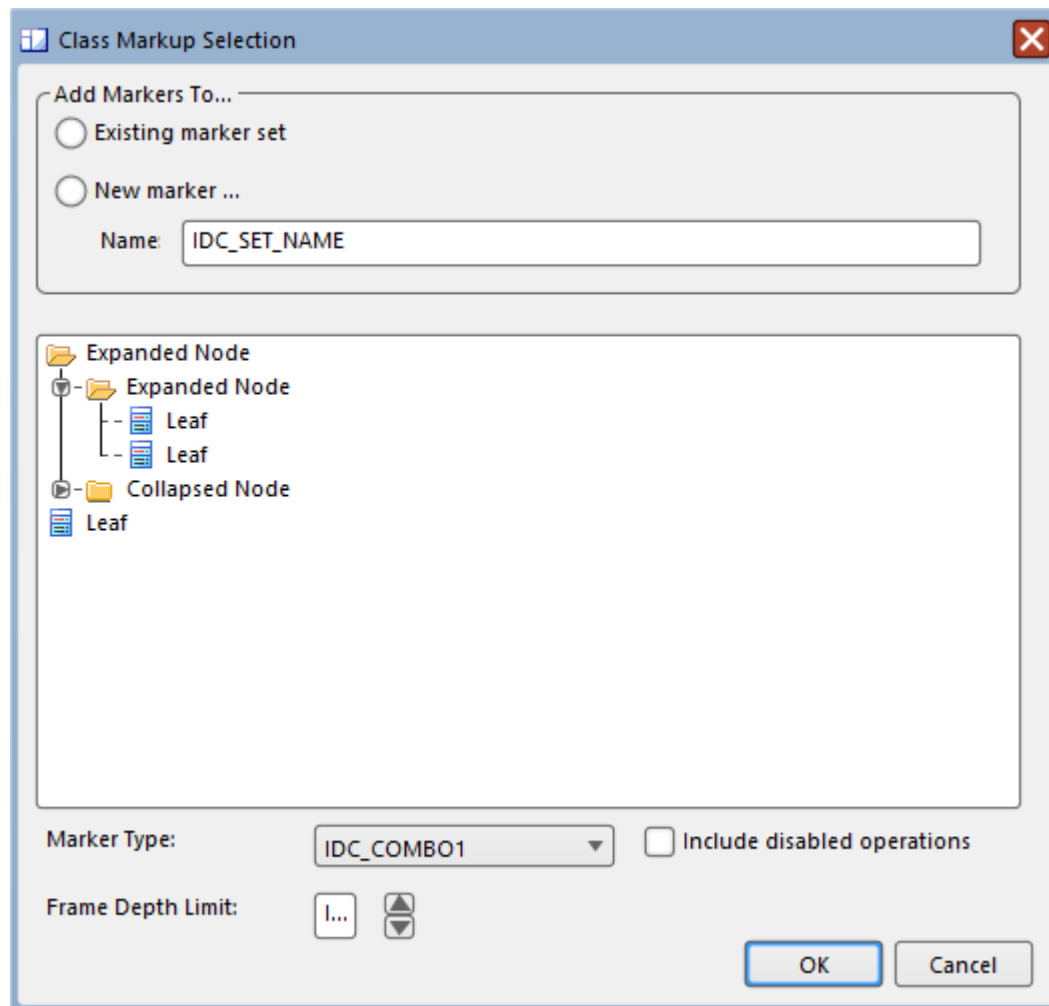 Class Markup Selection
Add Markers To...
Existing marker set
New marker ...
Name:
IDC_SET_NAME
Expanded Node
Expanded Node
Leaf
Leaf
Collapsed Node
Leaf
Marker Type:
IDC_COMBO1
Include disabled operations
Frame Depth Limit:
I...
OK
Cancel